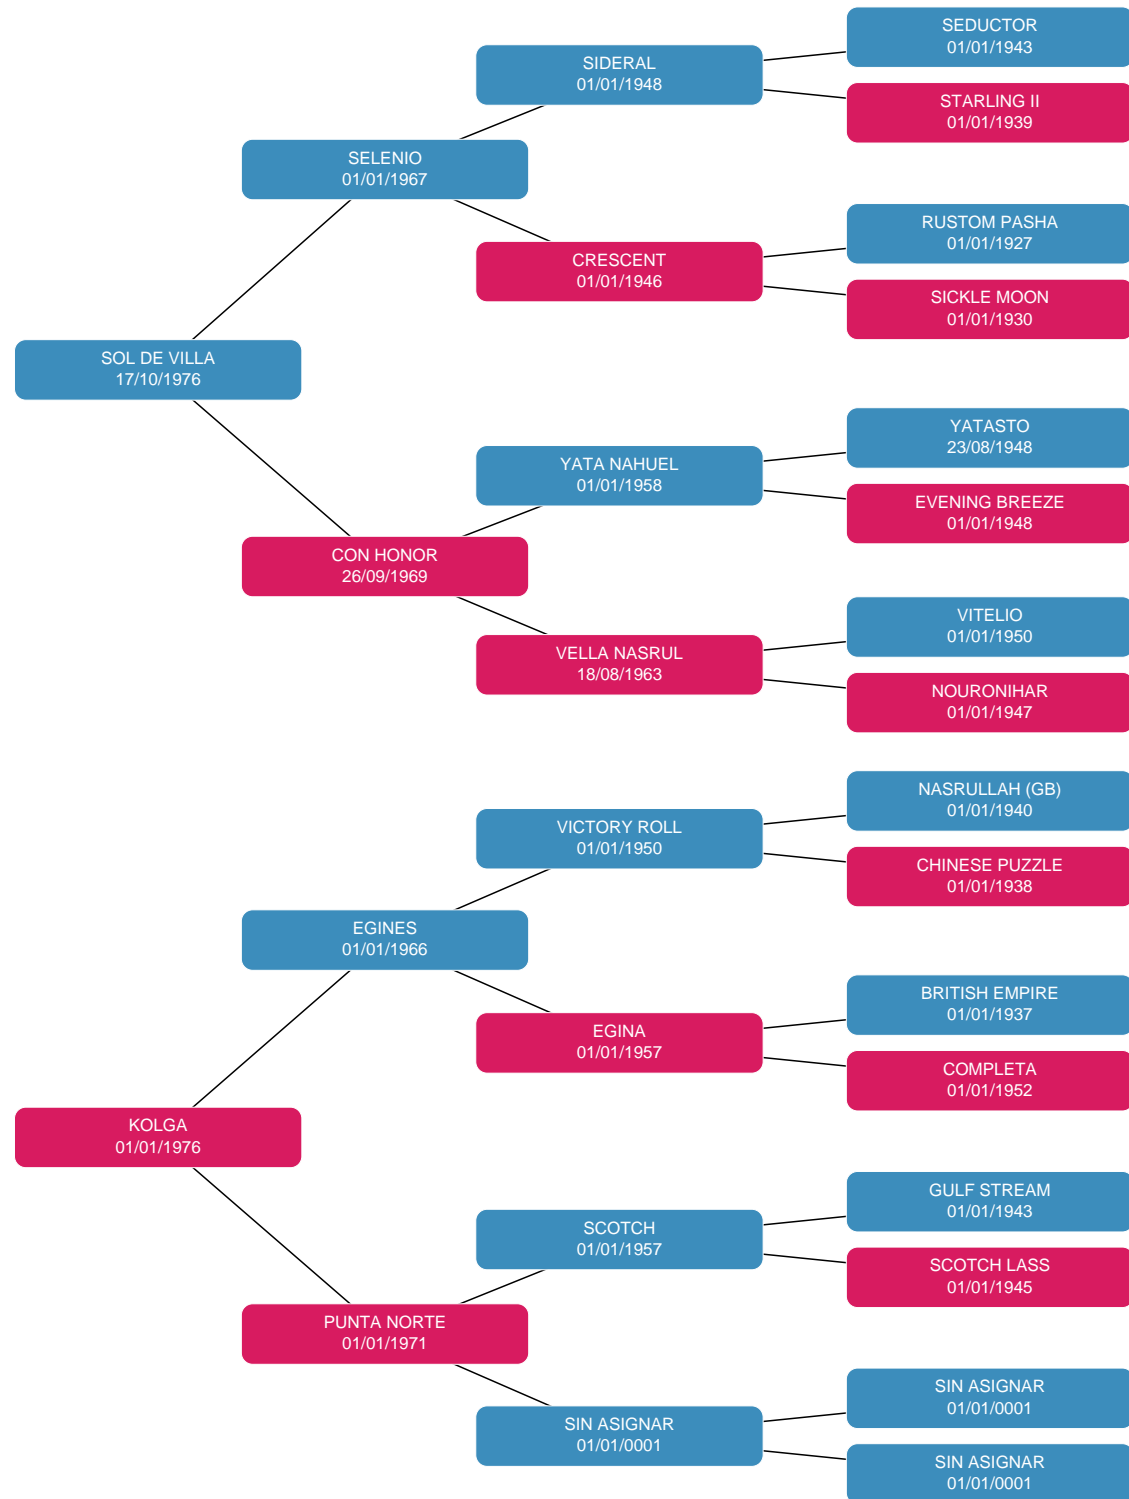 SEDUCTOR
01/01/1943
SIDERAL
01/01/1948
STARLING II
01/01/1939
SELENIO
01/01/1967
RUSTOM PASHA
01/01/1927
CRESCENT
01/01/1946
SICKLE MOON
01/01/1930
SOL DE VILLA
17/10/1976
YATASTO
23/08/1948
YATA NAHUEL
01/01/1958
EVENING BREEZE
01/01/1948
CON HONOR
26/09/1969
VITELIO
01/01/1950
VELLA NASRUL
18/08/1963
NOURONIHAR
01/01/1947
NASRULLAH (GB)
01/01/1940
VICTORY ROLL
01/01/1950
CHINESE PUZZLE
01/01/1938
EGINES
01/01/1966
BRITISH EMPIRE
01/01/1937
EGINA
01/01/1957
COMPLETA
01/01/1952
KOLGA
01/01/1976
GULF STREAM
01/01/1943
SCOTCH
01/01/1957
SCOTCH LASS
01/01/1945
PUNTA NORTE
01/01/1971
SIN ASIGNAR
01/01/0001
SIN ASIGNAR
01/01/0001
SIN ASIGNAR
01/01/0001